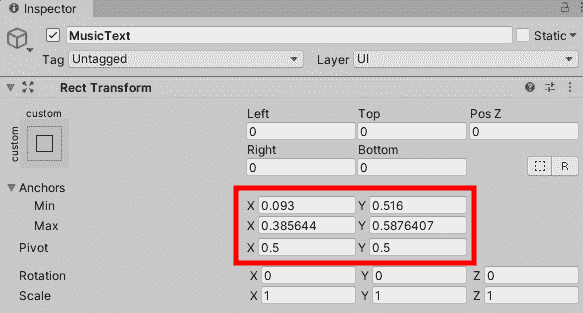 Inspector
MusicText Static
Tag Untagged Layer UI
Rect Transform
custom
custom
Left Top Pos Z
0 0 0
Right Bottom
0 0 R
Anchors
Min X 0.093 Y 0.516
Max X 0.385644 Y 0.5876407
Pivot X 0.5 Y 0.5
Rotation X 0 Y 0 Z 0
Scale X 1 Y 1 Z 1